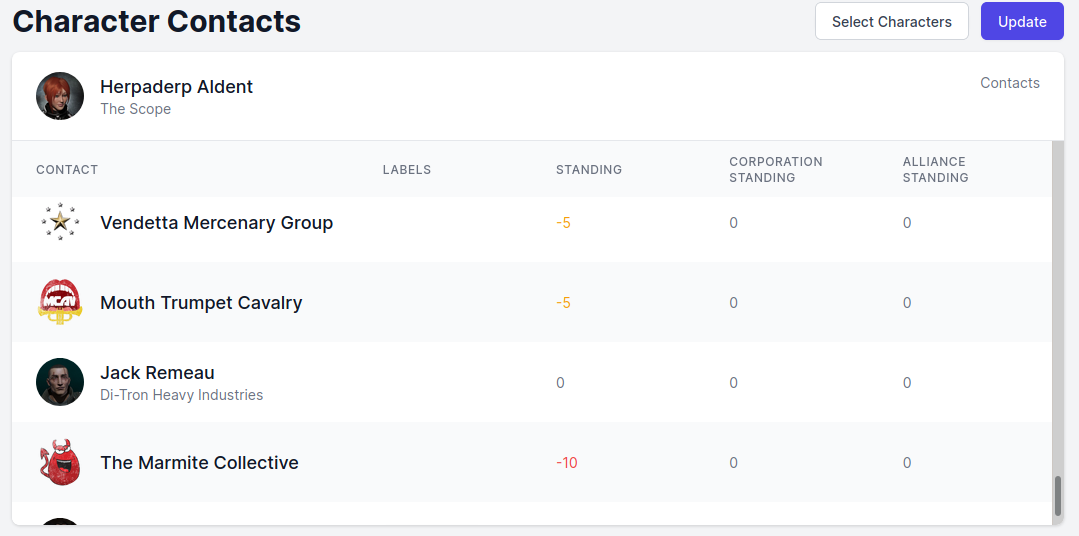 Character Contacts
Select Characters
Update
Herpaderp Aldent
The Scope
Contacts
CONTACT
LABELS
STANDING
CORPORATION
STANDING
ALLIANCE
STANDING
Vendetta Mercenary Group -5 0 0
MCAV
Mouth Trumpet Cavalry -5 0 0
Jack Remeau
Di-Tron Heavy Industries
0 0 0
The Marmite Collective -10 0 0